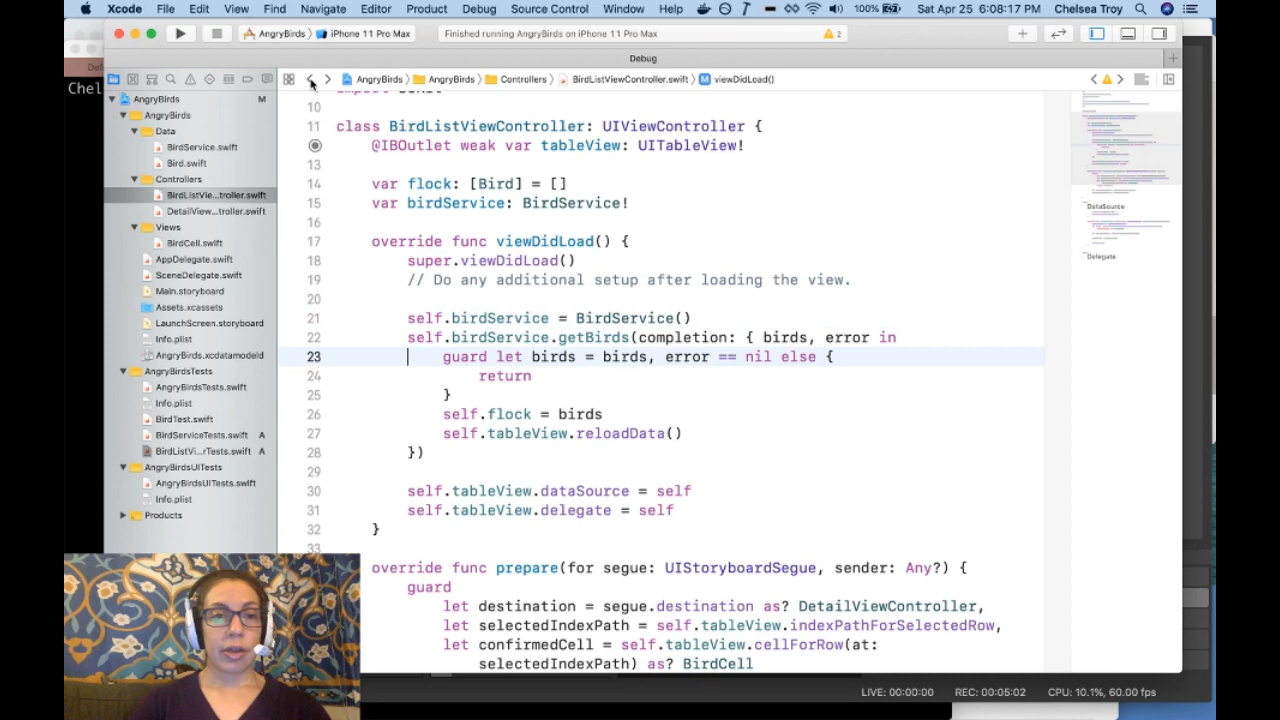 Xcode File Edit View Find Navigate Editor Product Debug Source Control Window Help 100% Sat Apr 25 6:08:17 PM Chelsea Troy
AngryBirds iPhone 11 Pro Max Finished running AngryBirds on iPhone 11 Pro Max 2
Debug
AngryBirds AngryBirds Controllers BirdListViewController.swift M viewDidLoad()
Chel
AngryBirds M
AngryBirds
Data
BirdService.swift
Bird.swift
Controllers
BirdListVie...troller.swift
DetailView...troller.swift
Views
BirdCell.swift
AppDelegate.swift
SceneDelegate.swift
Main.storyboard
Assets.xcassets
LaunchScreen.storyboard
Info.plist
AngryBirds.xcdatamodeld
AngryBirdsTests
AngryBirdsTests.swift
Info.plist
BirdTest.swift
BirdServiceTests.swift A
BirdListVi...rTests.swift A
AngryBirdsUITests
AngryBirdsUITests.swift
Info.plist
Products
10
11 class BirdListViewController: UIViewController {
@IBOutlet weak var tableView: UITableView!
13
14 var flock: [Bird] = []
15 var birdService: BirdService!
16
17 override func viewDidLoad() {
18 super.viewDidLoad()
19 // Do any additional setup after loading the view.
20
21 self.birdService = BirdService()
22 self.birdService.getBirds(completion: { birds, error in
23 guard let birds = birds, error == nil else {
24 return
25 }
26 self.flock = birds
27 self.tableView.reloadData()
28 })
29
30 self.tableView.dataSource = self
31 self.tableView.delegate = self
32 }
33
override func prepare(for segue: UIStoryboardSegue, sender: Any?) {
guard
let destination = segue.destination as? DetailViewController,
let selectedIndexPath = self.tableView.indexPathForSelectedRow,
let confirmedCell = self.tableView.cellForRow(at:
selectedIndexPath) as? BirdCell
DataSource
Delegate
LIVE: 00:00:00 REC: 00:05:02 CPU: 10.1%, 60.00 fps